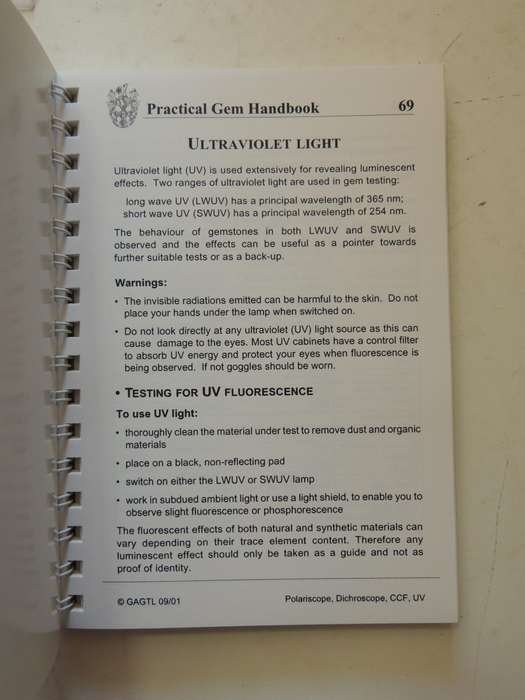 Practical Gem Handbook 69
ULTRAVIOLET LIGHT
Ultraviolet light (UV) is used extensively for revealing luminescent
effects. Two ranges of ultraviolet light are used in gem testing:
long wave UV (LWUV) has a principal wavelength of 365 nm;
short wave UV (SWUV) has a principal wavelength of 254 nm.
The behaviour of gemstones in both LWUV and SWUV is
observed and the effects can be useful as a pointer towards
further suitable tests or as a back-up.
Warnings:
• The invisible radiations emitted can be harmful to the skin. Do not
place your hands under the lamp when switched on.
• Do not look directly at any ultraviolet (UV) light source as this can
cause damage to the eyes. Most UV cabinets have a control filter
to absorb UV energy and protect your eyes when fluorescence is
being observed. If not goggles should be worn.
• TESTING FOR UV FLUORESCENCE
To use UV light:
• thoroughly clean the material under test to remove dust and organic
materials
• place on a black, non-reflecting pad
• switch on either the LWUV or SWUV lamp
• work in subdued ambient light or use a light shield, to enable you to
observe slight fluorescence or phosphorescence
The fluorescent effects of both natural and synthetic materials can
vary depending on their trace element content. Therefore any
luminescent effect should only be taken as a guide and not as
proof of identity.
© GAGTL 09/01 Polariscope, Dichroscope, CCF, UV